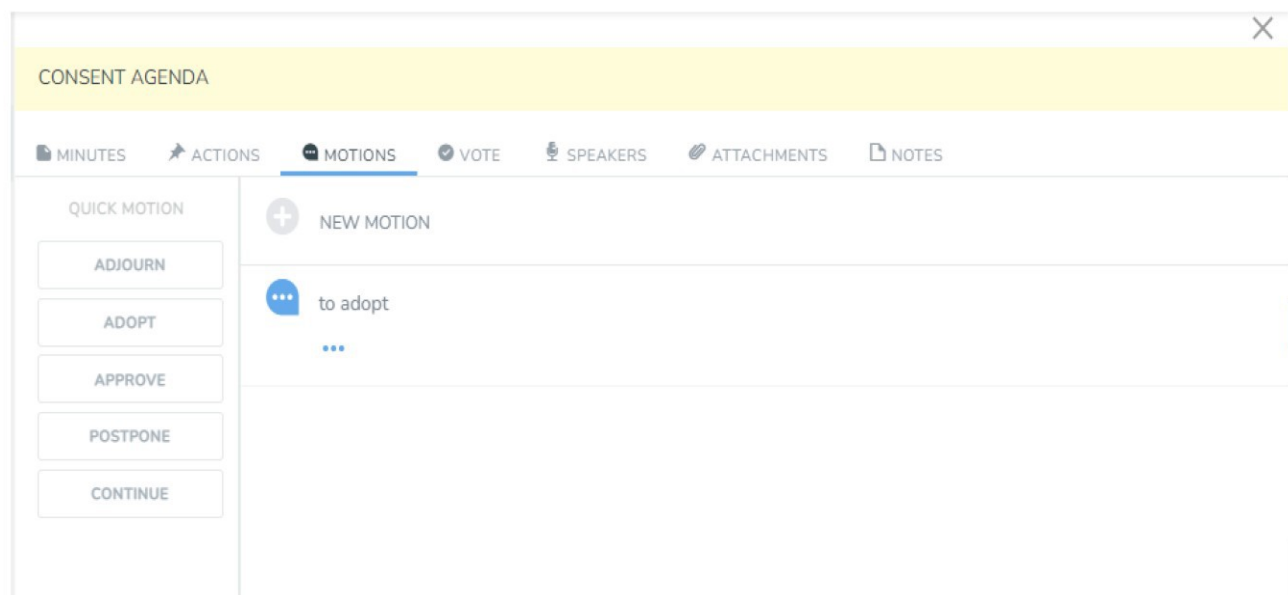 CONSENT AGENDA
MINUTES ACTIONS MOTIONS VOTE SPEAKERS ATTACHMENTS NOTES
QUICK MOTION
ADJOURN
ADOPT
APPROVE
POSTPONE
CONTINUE
NEW MOTION
to adopt